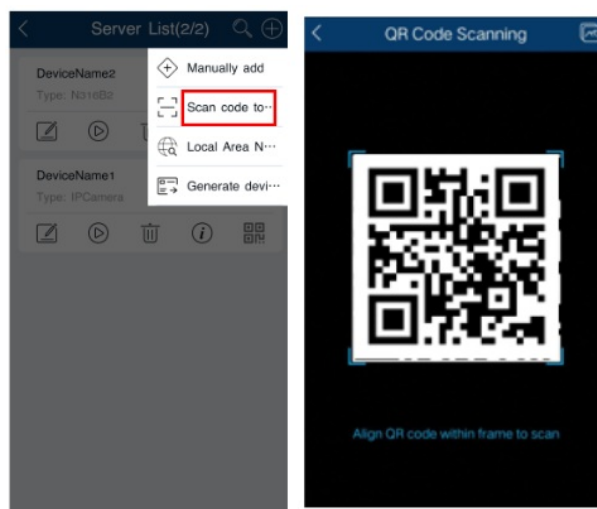 Server List(2/2)
Manually add
DeviceName2
Type: N316B2
Scan code to···
Local Area N···
DeviceName1
Type: IPCamera
Generate devi···
QR Code Scanning
Align QR code within frame to scan